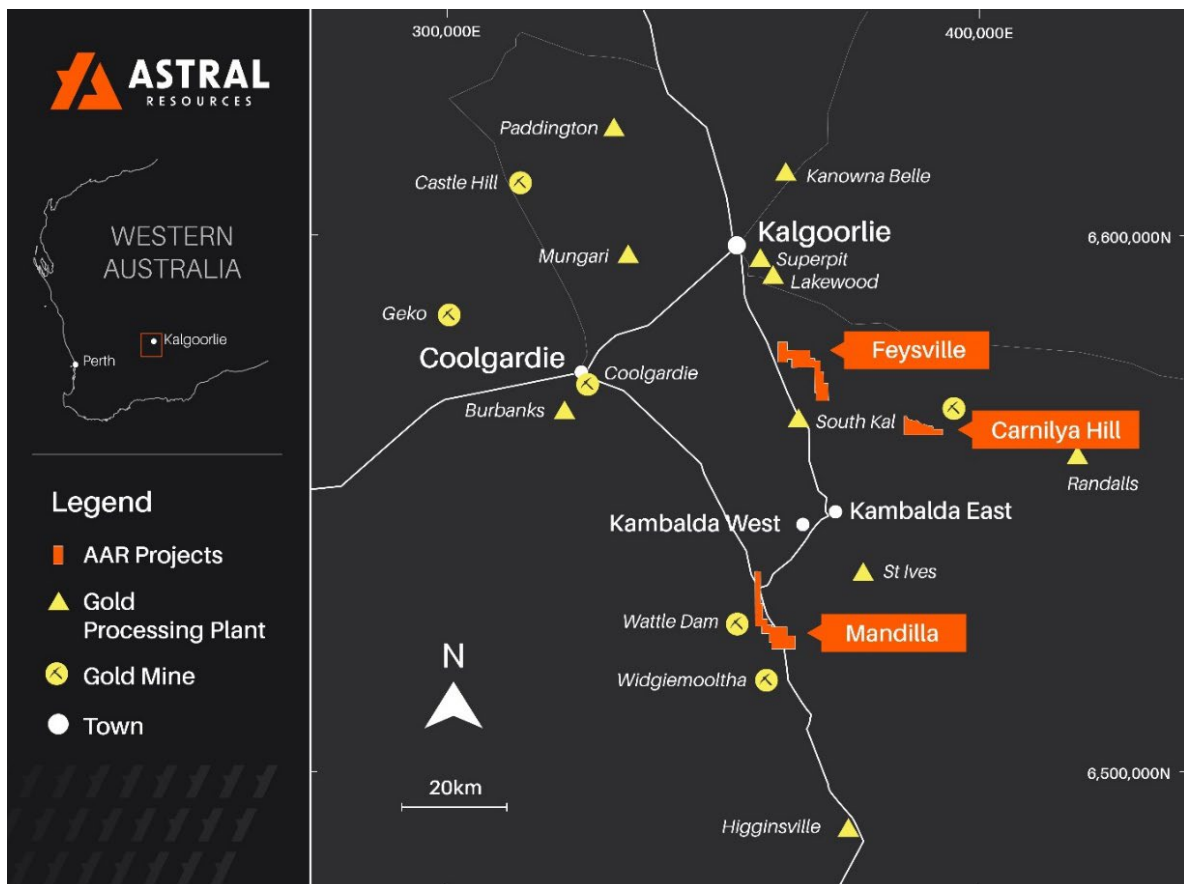 ASTRAL
RESOURCES
WESTERN
AUSTRALIA
Perth
Kalgoorlie
Legend
AAR Projects
Gold
Processing Plant
Gold Mine
Town
300,000E
400,000E
Paddington
Castle Hill
Kanowna Belle
Kalgoorlie
6,600,000N
Mungari
Superpit
Lakewood
Geko
Feysville
Coolgardie
Coolgardie
Burbanks
South Kal
Carnilya Hill
Randalls
Kambalda West
Kambalda East
St Ives
Wattle Dam
Mandilla
N
Widgiemooltha
20km
6,500,000N
Higginsville